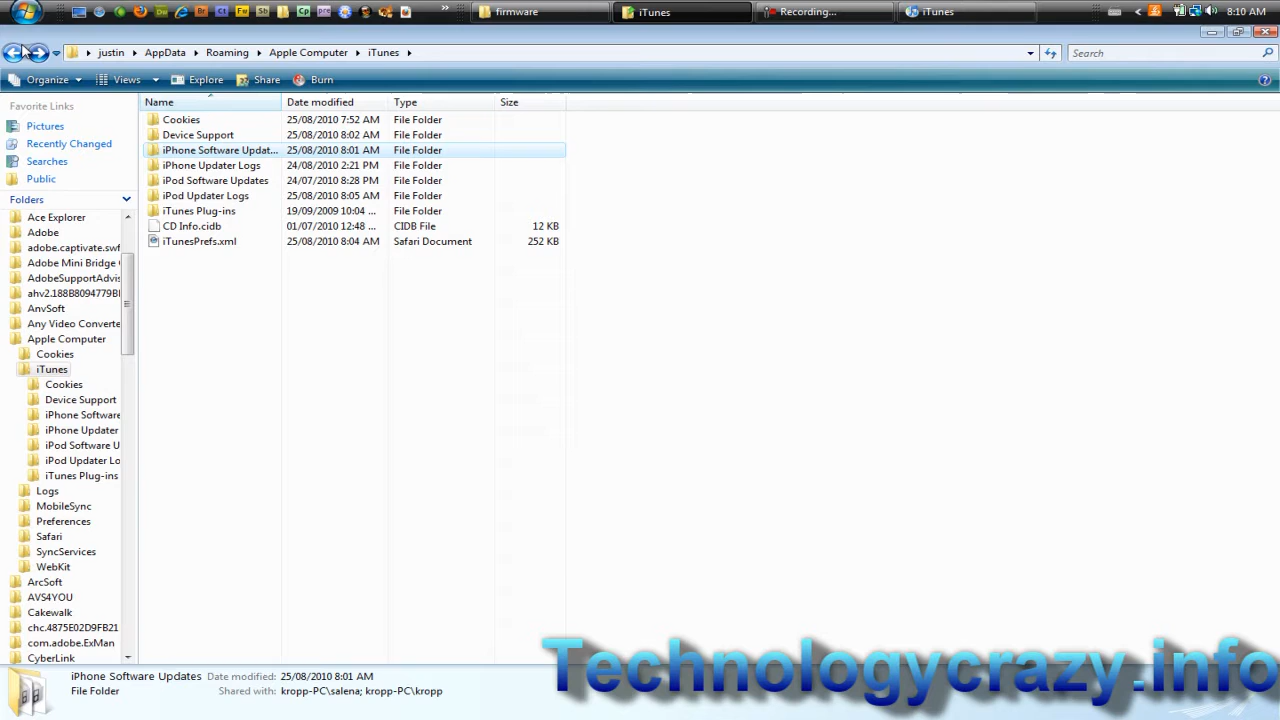 Br Ct Fw Sh Cp pre » firmware iTunes Recording... iTunes < 8:10 AM
justin AppData Roaming Apple Computer iTunes Search
Organize Views Explore Share Burn
Favorite Links
Pictures
Recently Changed
Searches
Public
Folders
Ace Explorer
Adobe
adobe.captivate.swf
Adobe Mini Bridge
AdobeSupportAdvis
ahv2.188B8094779BI
AnvSoft
Any Video Converte
Apple Computer
Cookies
iTunes
Cookies
Device Support
iPhone Software
iPhone Updater
iPod Software U
iPod Updater Lo
iTunes Plug-ins
Logs
MobileSync
Preferences
Safari
SyncServices
WebKit
ArcSoft
AVS4YOU
Cakewalk
chc.4875E02D9FB21
com.adobe.ExMan
CyberLink
Name Date modified Type Size
Cookies 25/08/2010 7:52 AM File Folder
Device Support 25/08/2010 8:02 AM File Folder
iPhone Software Updat... 25/08/2010 8:01 AM File Folder
iPhone Updater Logs 24/08/2010 2:21 PM File Folder
iPod Software Updates 24/07/2010 8:28 PM File Folder
iPod Updater Logs 25/08/2010 8:05 AM File Folder
iTunes Plug-ins 19/09/2009 10:04 ... File Folder
CD Info.cidb 01/07/2010 12:48 ... CIDB File 12 KB
iTunesPrefs.xml 25/08/2010 8:04 AM Safari Document 252 KB
iPhone Software Updates Date modified: 25/08/2010 8:01 AM
File Folder Shared with: kropp-PC\salena; kropp-PC\kropp
Technologycrazy.info